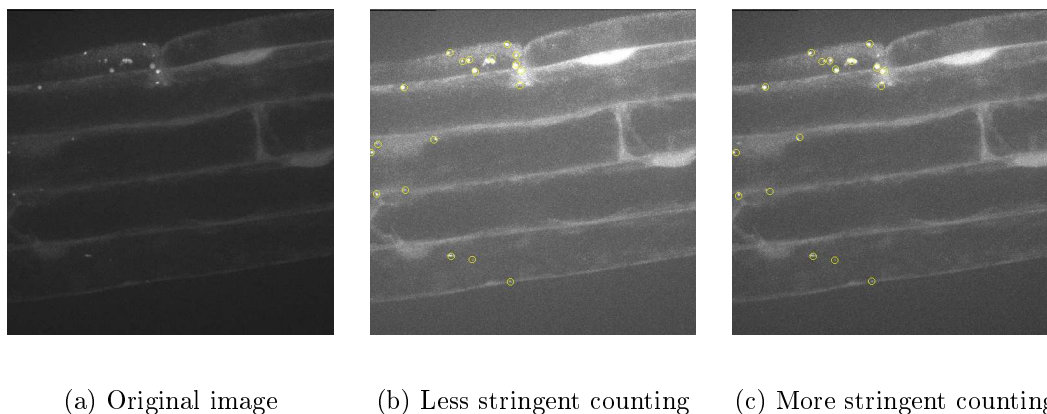 (a) Original image
(b) Less stringent counting
(c) More stringent counting